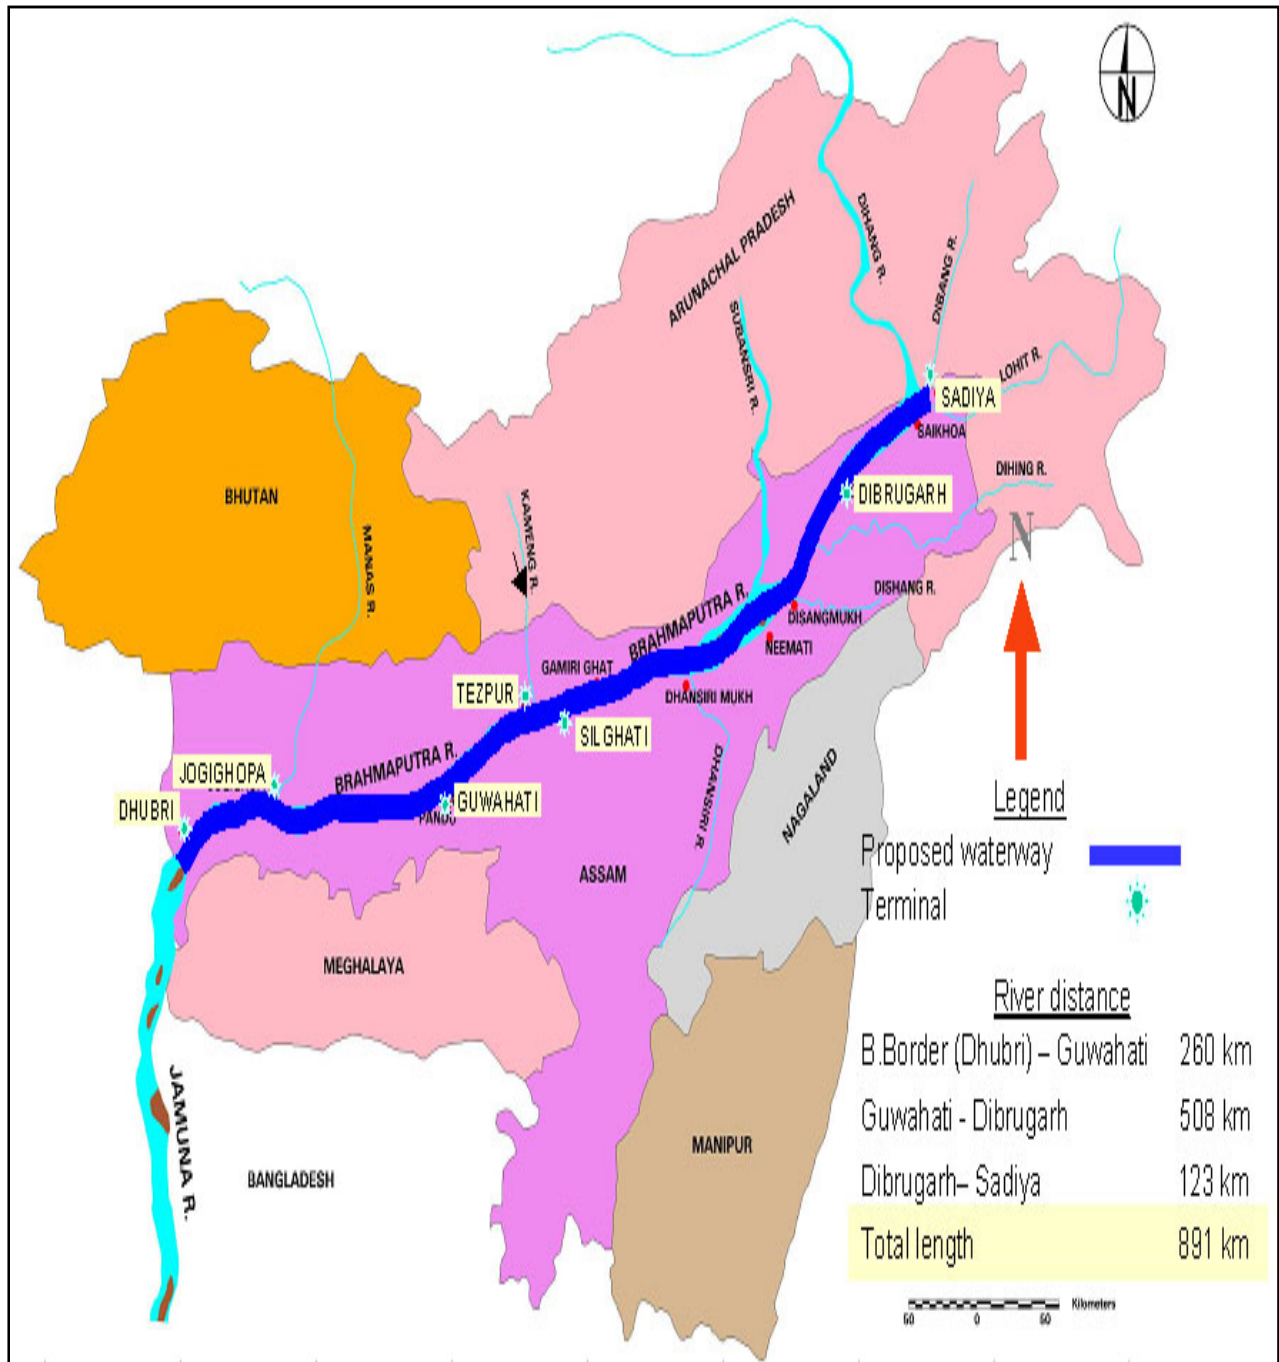 N
ARUNACHAL PRADESH
DIHANG R.
DIBANG R.
SUBANSRI R.
LOHIT R.
SADIYA
SAIKHOA
DIHING R.
DIBRUGARH
N
BHUTAN
MANAS R.
KAMENG R.
DISHANG R.
BRAHMAPUTRA R.
DISANGMUKH
NEEMATI
GAMIRI GHAT
TEZPUR
DHANSIRI MUKH
SILGHATI
BRAHMAPUTRA R.
JOGIGHOPA
DHUBRI
GUWAHATI
PANDU
DHANSIRI R.
NAGALAND
ASSAM
Legend
Proposed waterway
Terminal
MEGHALAYA
River distance
B.Border (Dhubri) – Guwahati 260 km
Guwahati - Dibrugarh 508 km
Dibrugarh– Sadiya 123 km
Total length 891 km
JAMUNA R.
BANGLADESH
MANIPUR
Kilometers
50 0 50